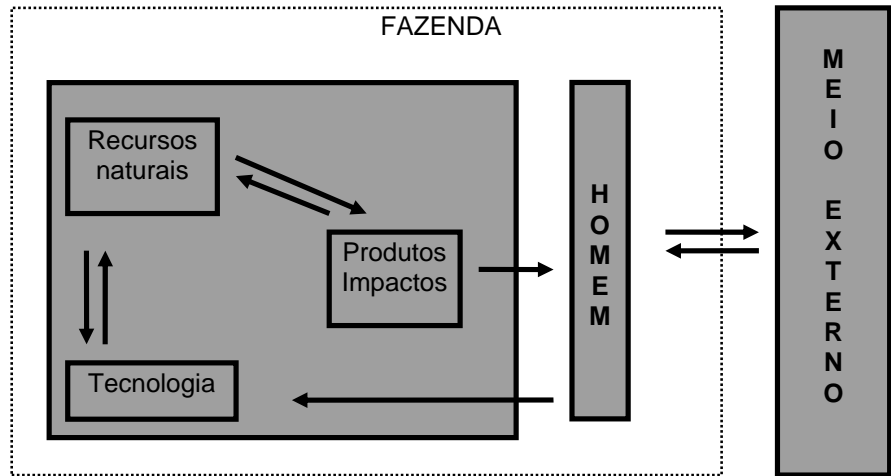 FAZENDA
Recursos
naturais
Produtos
Impactos
Tecnologia
HOMEM
MEIO EXTERNO